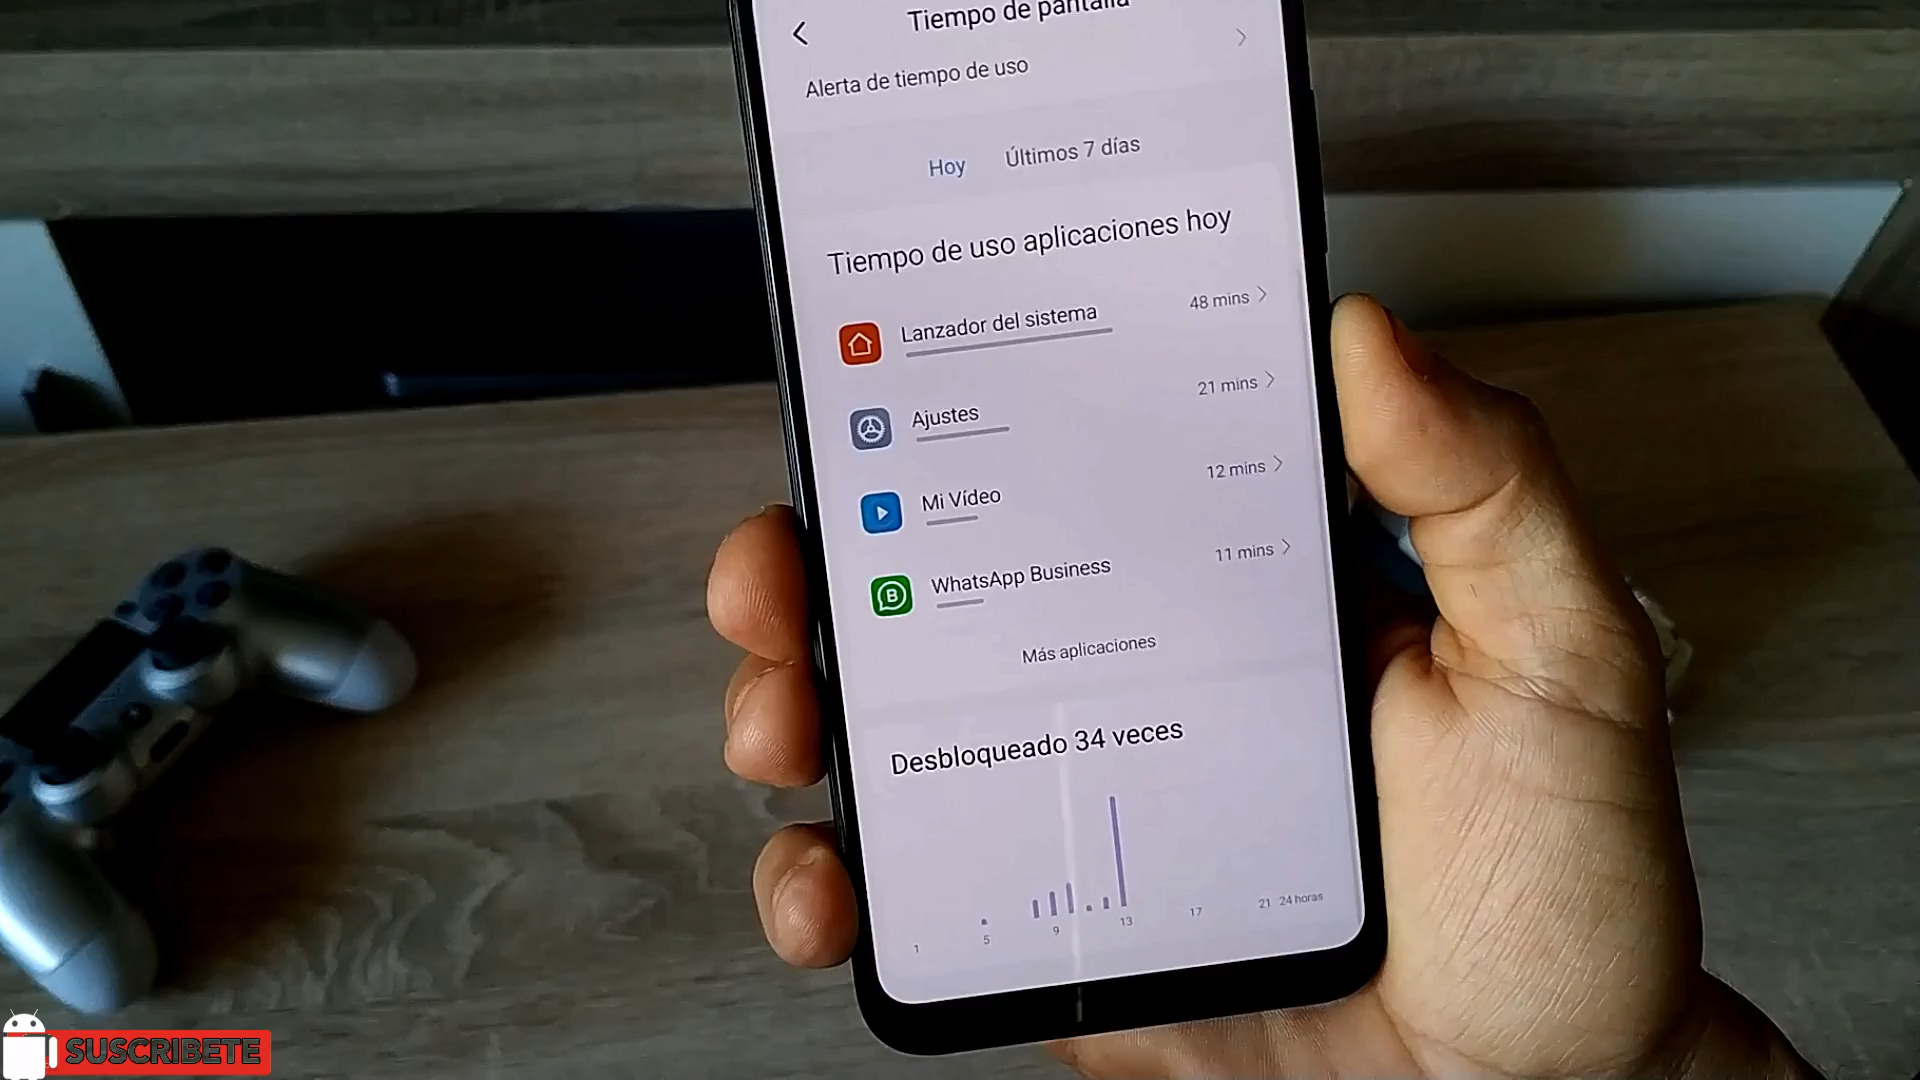 Tiempo de pantalla
Alerta de tiempo de uso
Hoy Últimos 7 días
Tiempo de uso aplicaciones hoy
Lanzador del sistema 48 mins
Ajustes 21 mins
Mi Vídeo 12 mins
B WhatsApp Business 11 mins
Más aplicaciones
Desbloqueado 34 veces
1 5 9 13 17 21 24 horas
SUSCRIBETE